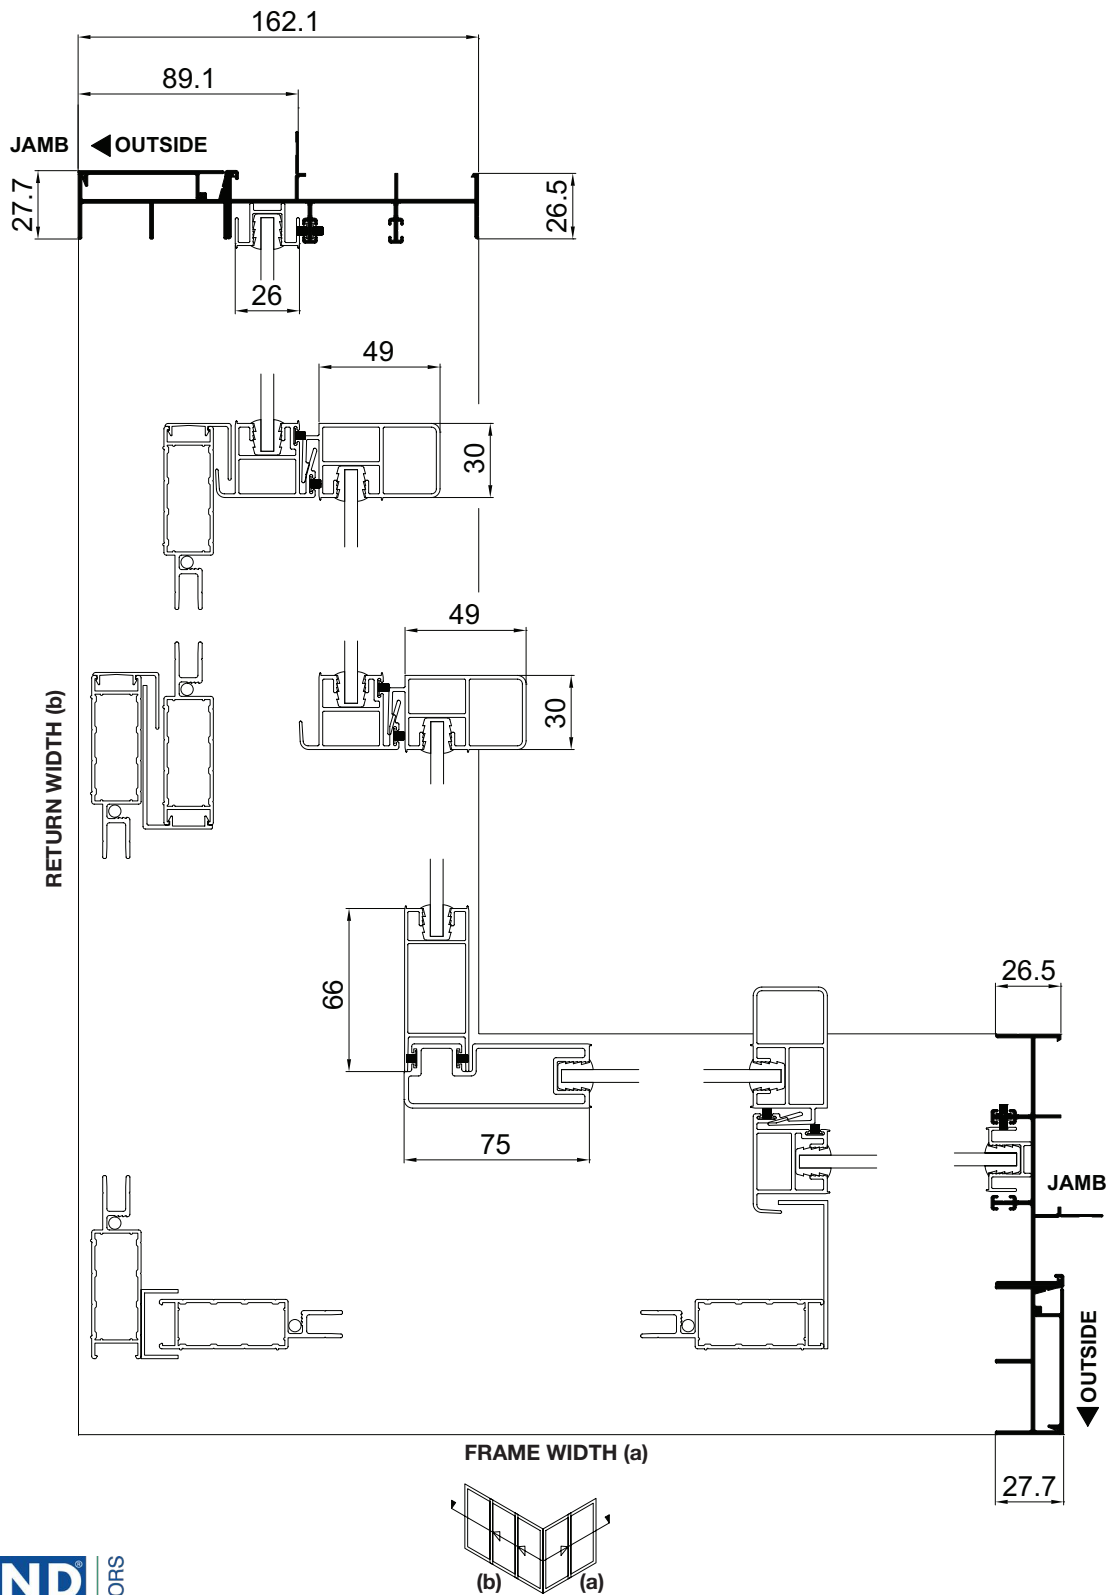 162.1
89.1
JAMB
OUTSIDE
27.7
26.5
26
49
30
49
30
RETURN WIDTH (b)
66
26.5
75
JAMB
OUTSIDE
FRAME WIDTH (a)
27.7
(b)
(a)
ND®
ORS